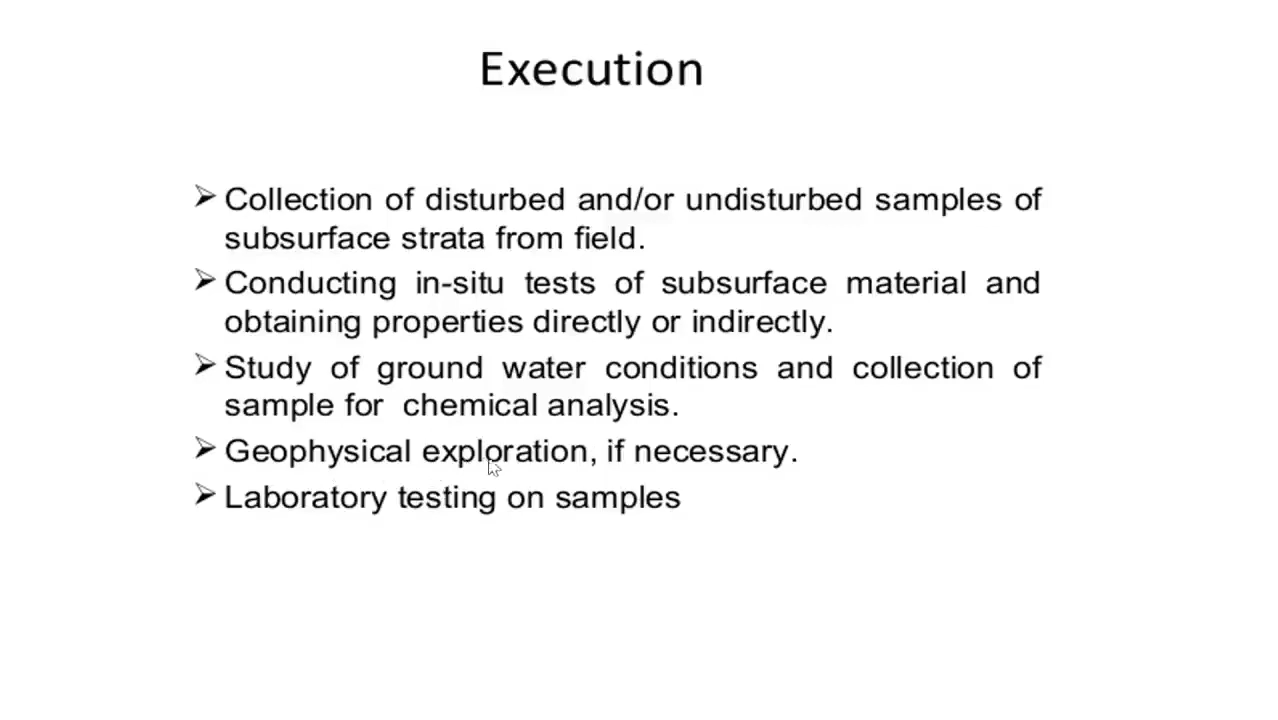 Execution
➢ Collection of disturbed and/or undisturbed samples of
subsurface strata from field.
➢ Conducting in-situ tests of subsurface material and
obtaining properties directly or indirectly.
➢ Study of ground water conditions and collection of
sample for chemical analysis.
➢ Geophysical exploration, if necessary.
➢ Laboratory testing on samples